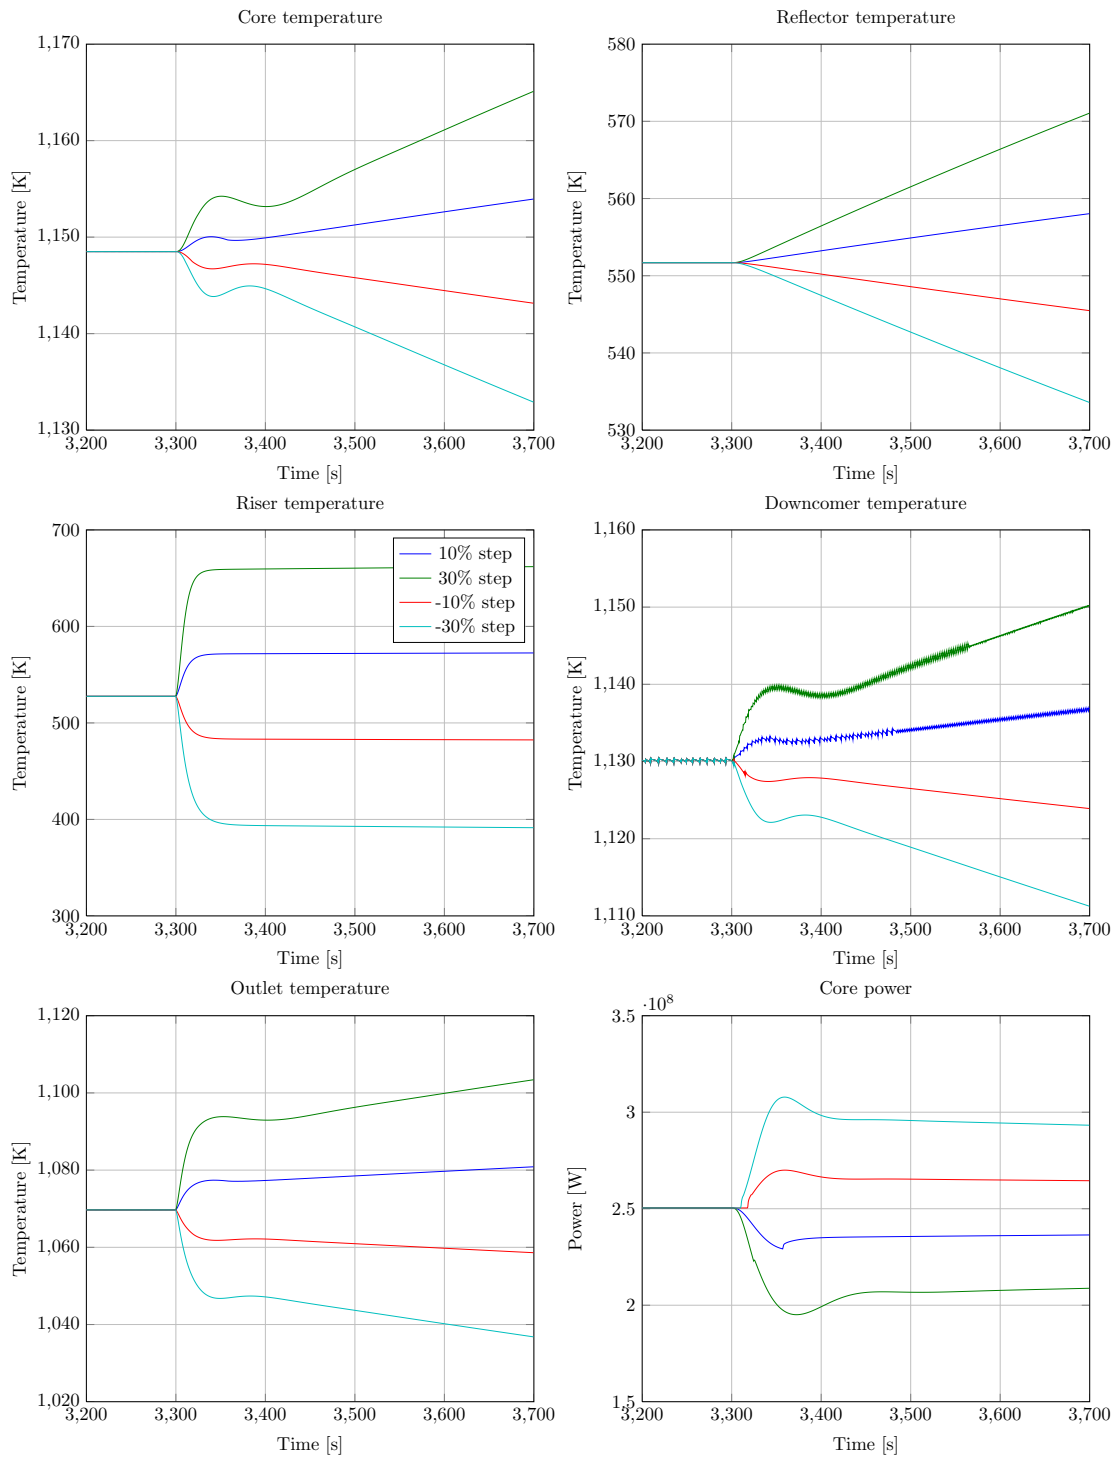 Core temperature
1,170
1,160
1,150
1,140
1,130
3,200 3,300 3,400 3,500 3,600 3,700
Time [s]
Temperature [K]
Reflector temperature
580
570
560
550
540
530
3,200 3,300 3,400 3,500 3,600 3,700
Time [s]
Temperature [K]
Riser temperature
700
600
500
400
300
3,200 3,300 3,400 3,500 3,600 3,700
Time [s]
Temperature [K]
10% step
30% step
-10% step
-30% step
Downcomer temperature
1,160
1,150
1,140
1,130
1,120
1,110
3,200 3,300 3,400 3,500 3,600 3,700
Time [s]
Temperature [K]
Outlet temperature
1,120
1,100
1,080
1,060
1,040
1,020
3,200 3,300 3,400 3,500 3,600 3,700
Time [s]
Temperature [K]
Core power
·10⁸
3.5
3
2.5
2
1.5
3,200 3,300 3,400 3,500 3,600 3,700
Time [s]
Power [W]